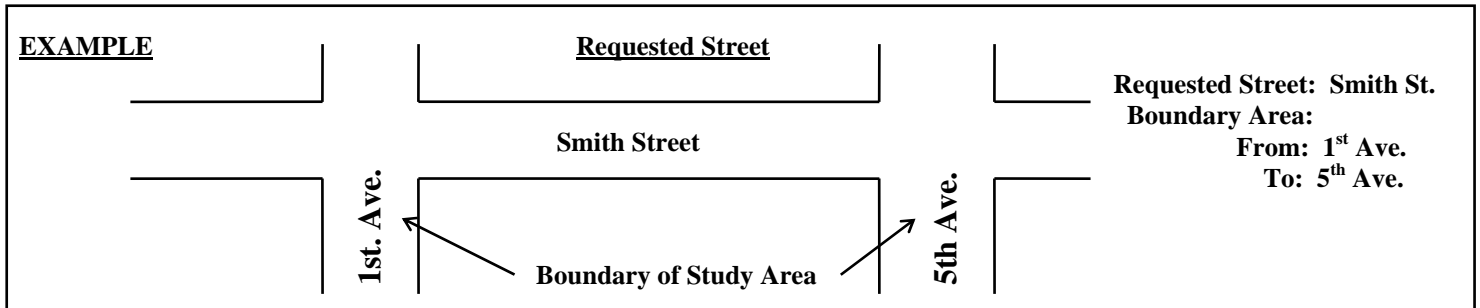 EXAMPLE
Requested Street
Requested Street: Smith St.
Boundary Area:
From: 1st Ave.
To: 5th Ave.
Smith Street
1st. Ave.
5th Ave.
Boundary of Study Area